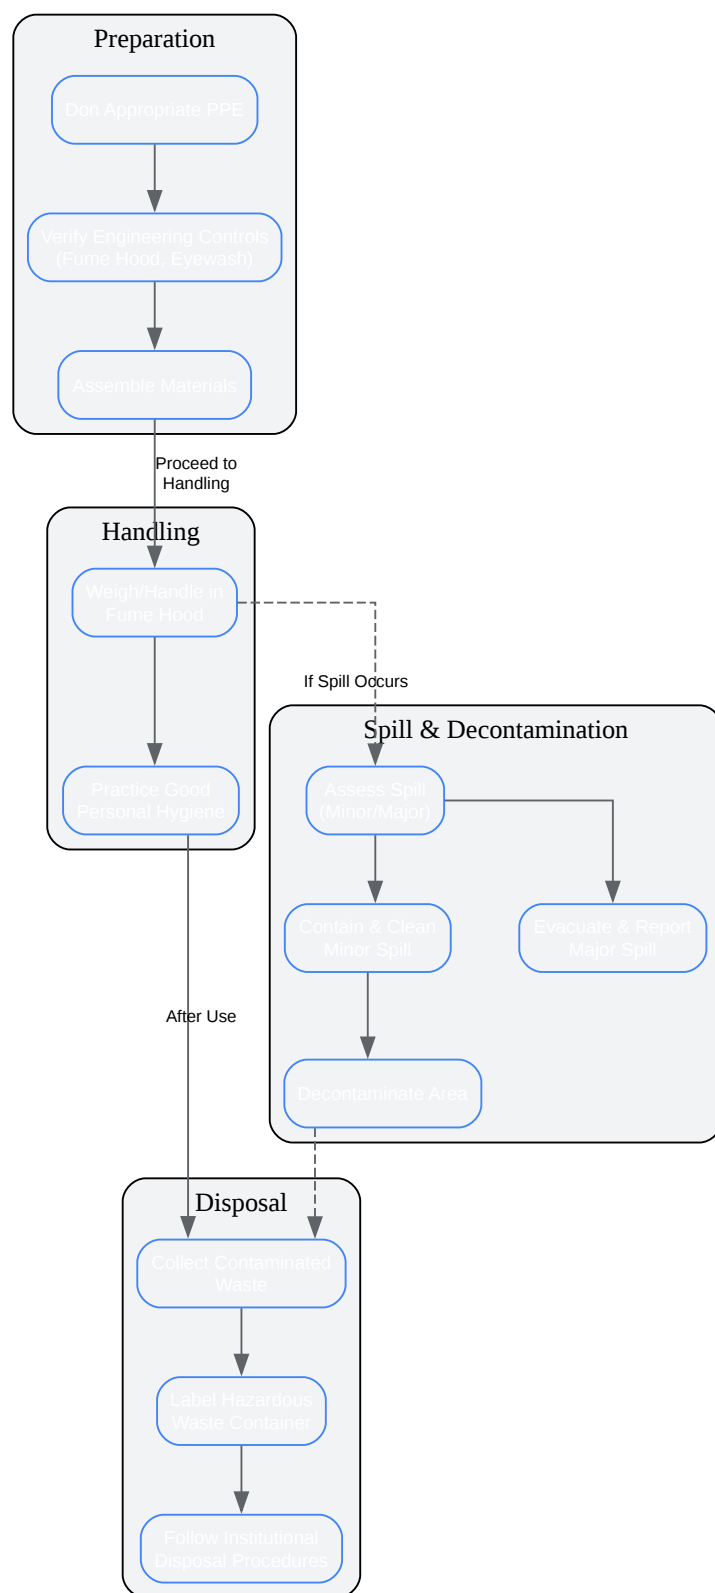 Preparation
Don Appropriate PPE
Verify Engineering Controls
(Fume Hood, Eyewash)
Assemble Materials
Proceed to
Handling
Handling
Weigh/Handle in
Fume Hood
If Spill Occurs
Practice Good
Personal Hygiene
Spill & Decontamination
Assess Spill
(Minor/Major)
Contain & Clean
Minor Spill
Evacuate & Report
Major Spill
After Use
Decontaminate Area
Disposal
Collect Contaminated
Waste
Label Hazardous
Waste Container
Follow Institutional
Disposal Procedures